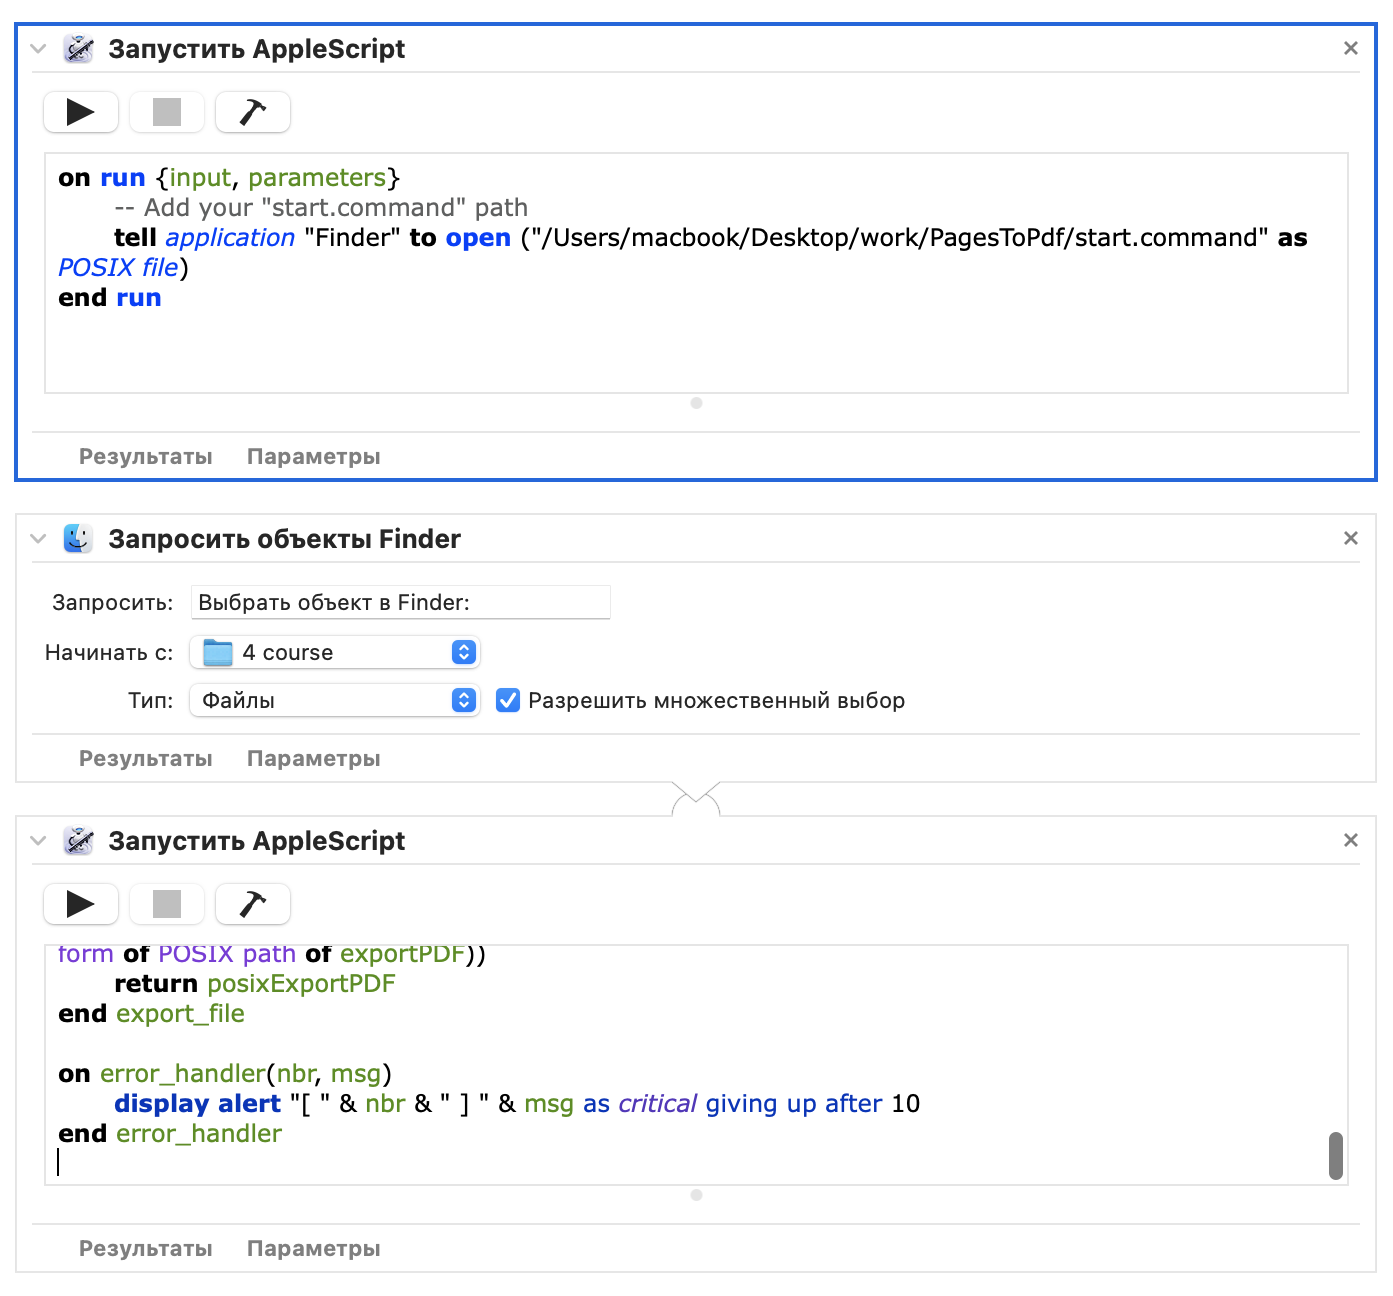 Запустить AppleScript
on run {input, parameters}
-- Add your "start.command" path
tell application "Finder" to open ("/Users/macbook/Desktop/work/PagesToPdf/start.command" as
POSIX file)
end run
Результаты Параметры
Запросить объекты Finder
Запросить: Выбрать объект в Finder:
Начинать с: 4 course
Тип: Файлы Разрешить множественный выбор
Результаты Параметры
Запустить AppleScript
form of POSIX path of exportPDF))
return posixExportPDF
end export_file
on error_handler(nbr, msg)
display alert "[ " & nbr & " ] " & msg as critical giving up after 10
end error_handler
Результаты Параметры